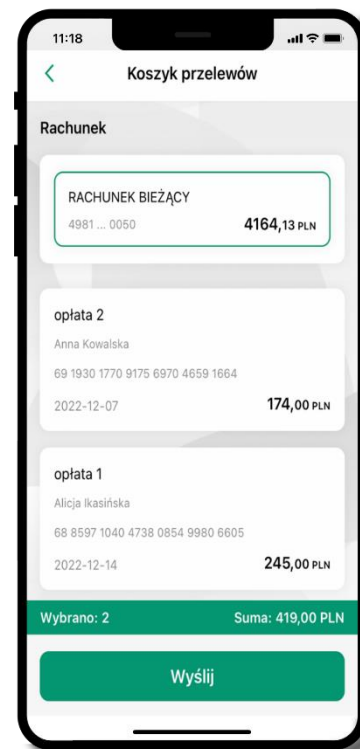 11:18
Koszyk przelewów
Rachunek
RACHUNEK BIEŻĄCY
4981 ... 0050 4164,13 PLN
opłata 2
Anna Kowalska
69 1930 1770 9175 6970 4659 1664
2022-12-07 174,00 PLN
opłata 1
Alicja Ikasińska
68 8597 1040 4738 0854 9980 6605
2022-12-14 245,00 PLN
Wybrano: 2 Suma: 419,00 PLN
Wyślij